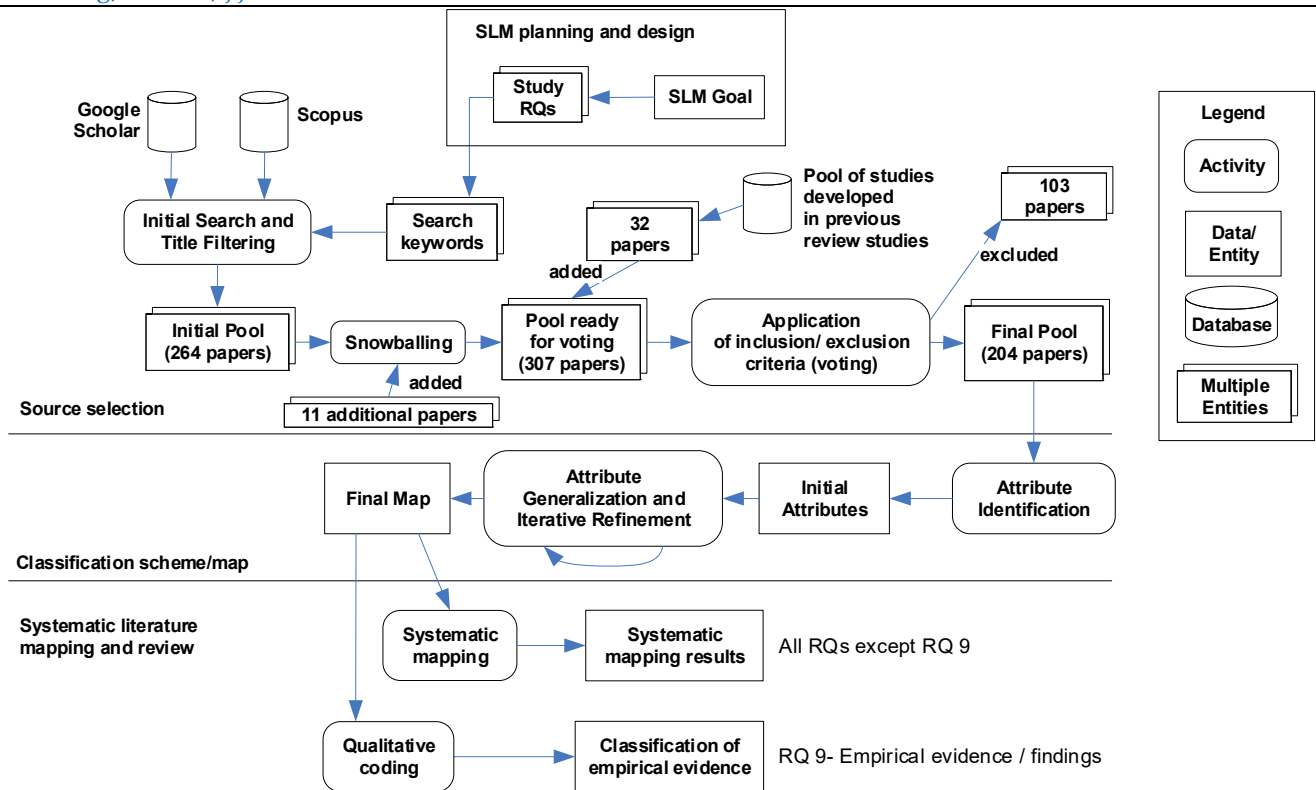 SLM planning and design
Study
RQs
SLM Goal
Google
Scholar
Scopus
Initial Search and
Title Filtering
Search
keywords
32
papers
Pool of studies
developed
in previous
review studies
103
papers
added
excluded
Initial Pool
(264 papers)
Snowballing
Pool ready
for voting
(307 papers)
Application
of inclusion/ exclusion
criteria (voting)
Final Pool
(204 papers)
added
11 additional papers
Source selection
Legend
Activity
Data/
Entity
Database
Multiple
Entities
Final Map
Attribute
Generalization and
Iterative Refinement
Initial
Attributes
Attribute
Identification
Classification scheme/map
Systematic literature
mapping and review
Systematic
mapping
Systematic
mapping results
All RQs except RQ 9
Qualitative
coding
Classification of
empirical evidence
RQ 9- Empirical evidence / findings